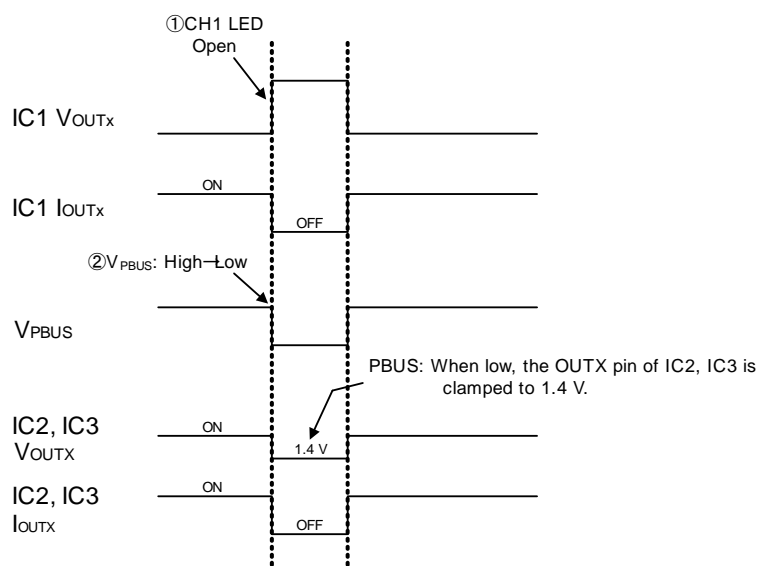 ①CH1 LED
Open
IC1 VOUTx
ON
IC1 IOUTx
OFF
②VPBUS: High→Low
VPBUS
PBUS: When low, the OUTX pin of IC2, IC3 is
clamped to 1.4 V.
IC2, IC3
VOUTX
ON
1.4 V
IC2, IC3
IOUTX
ON
OFF